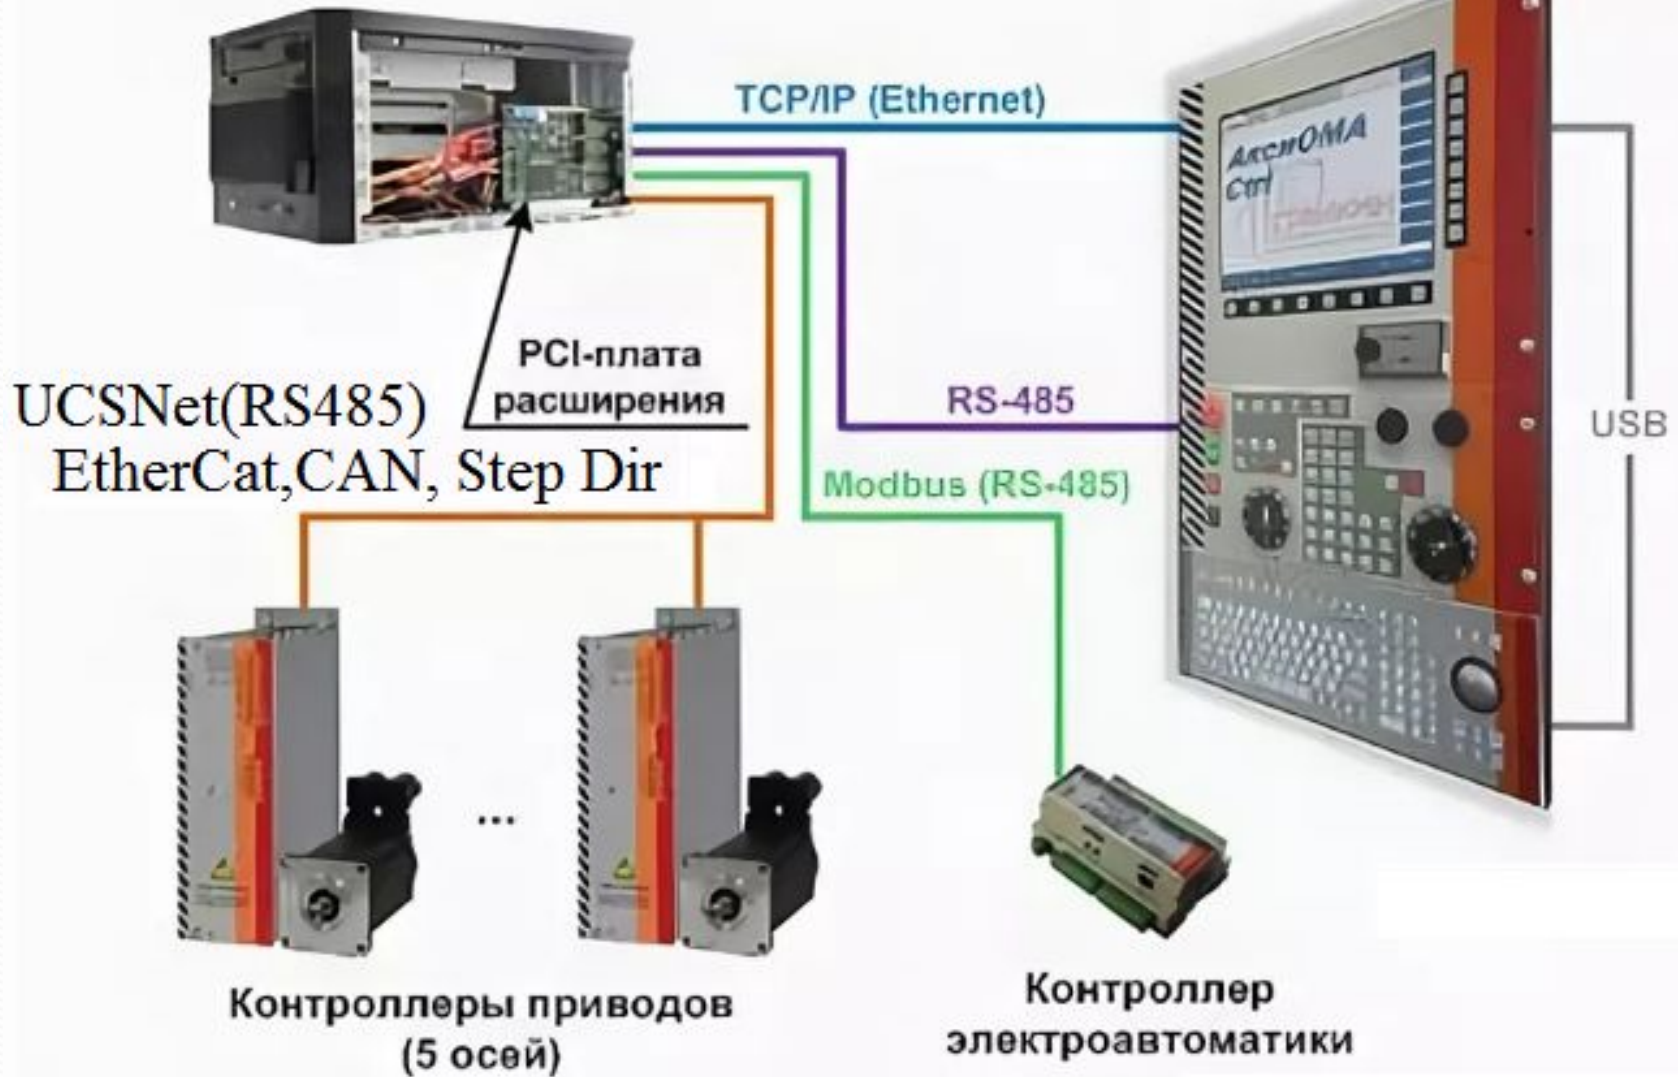 TCP/IP (Ethernet)
АксиОМА
PCI-плата
расширения
UCSNet(RS485)
EtherCat,CAN, Step Dir
RS-485
USB
Modbus (RS-485)
...
Контроллеры приводов
(5 осей)
Контроллер
электроавтоматики